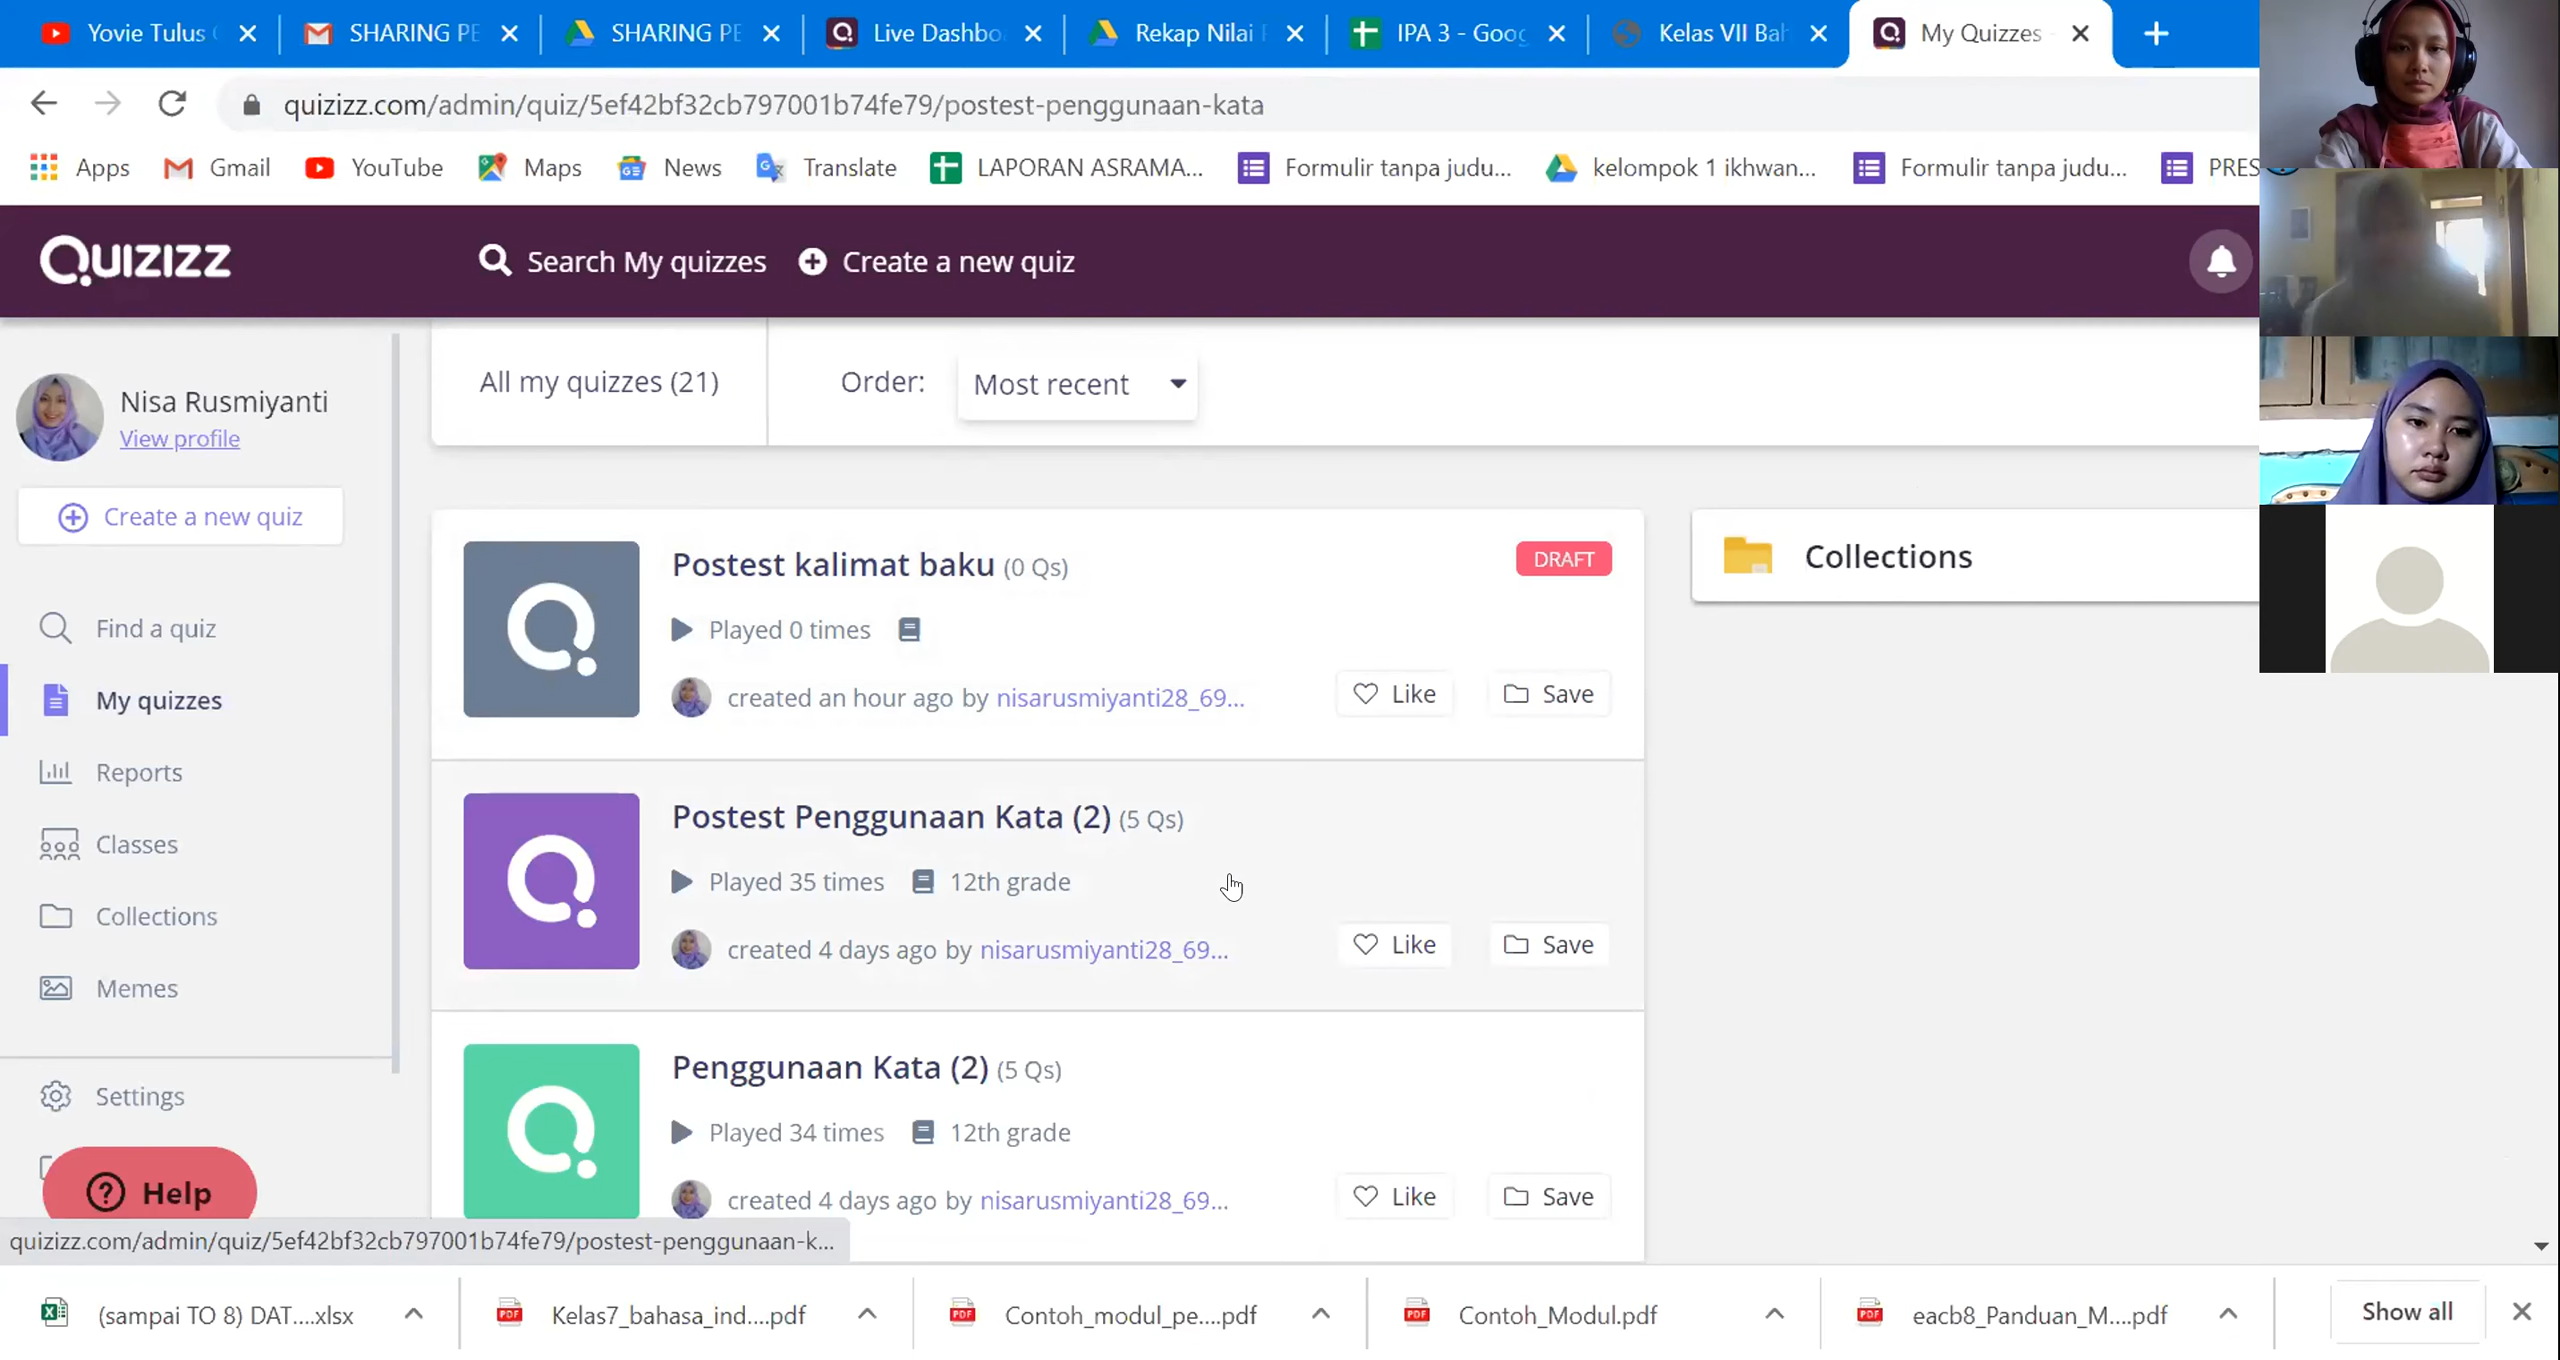 Yovie Tulus
SHARING PE
SHARING PE
Live Dashbo
Rekap Nilai
IPA 3 - Goog
Kelas VII Bah
My Quizzes
quizizz.com/admin/quiz/5ef42bf32cb797001b74fe79/postest-penggunaan-kata
Apps
Gmail
YouTube
Maps
News
Translate
LAPORAN ASRAMA...
Formulir tanpa judu...
kelompok 1 ikhwan...
Formulir tanpa judu...
PRES
Quizizz
Search My quizzes
Create a new quiz
Nisa Rusmiyanti
View profile
Create a new quiz
Find a quiz
My quizzes
Reports
Classes
Collections
Memes
Settings
Help
All my quizzes (21)
Order:
Most recent
Postest kalimat baku (0 Qs)
DRAFT
Played 0 times
created an hour ago by nisarusmiyanti28_69...
Like
Save
Postest Penggunaan Kata (2) (5 Qs)
Played 35 times
12th grade
created 4 days ago by nisarusmiyanti28_69...
Like
Save
Penggunaan Kata (2) (5 Qs)
Played 34 times
12th grade
created 4 days ago by nisarusmiyanti28_69...
Like
Save
Collections
quizizz.com/admin/quiz/5ef42bf32cb797001b74fe79/postest-penggunaan-k...
(sampai TO 8) DAT....xlsx
Kelas7_bahasa_ind....pdf
Contoh_modul_pe....pdf
Contoh_Modul.pdf
eacb8_Panduan_M....pdf
Show all